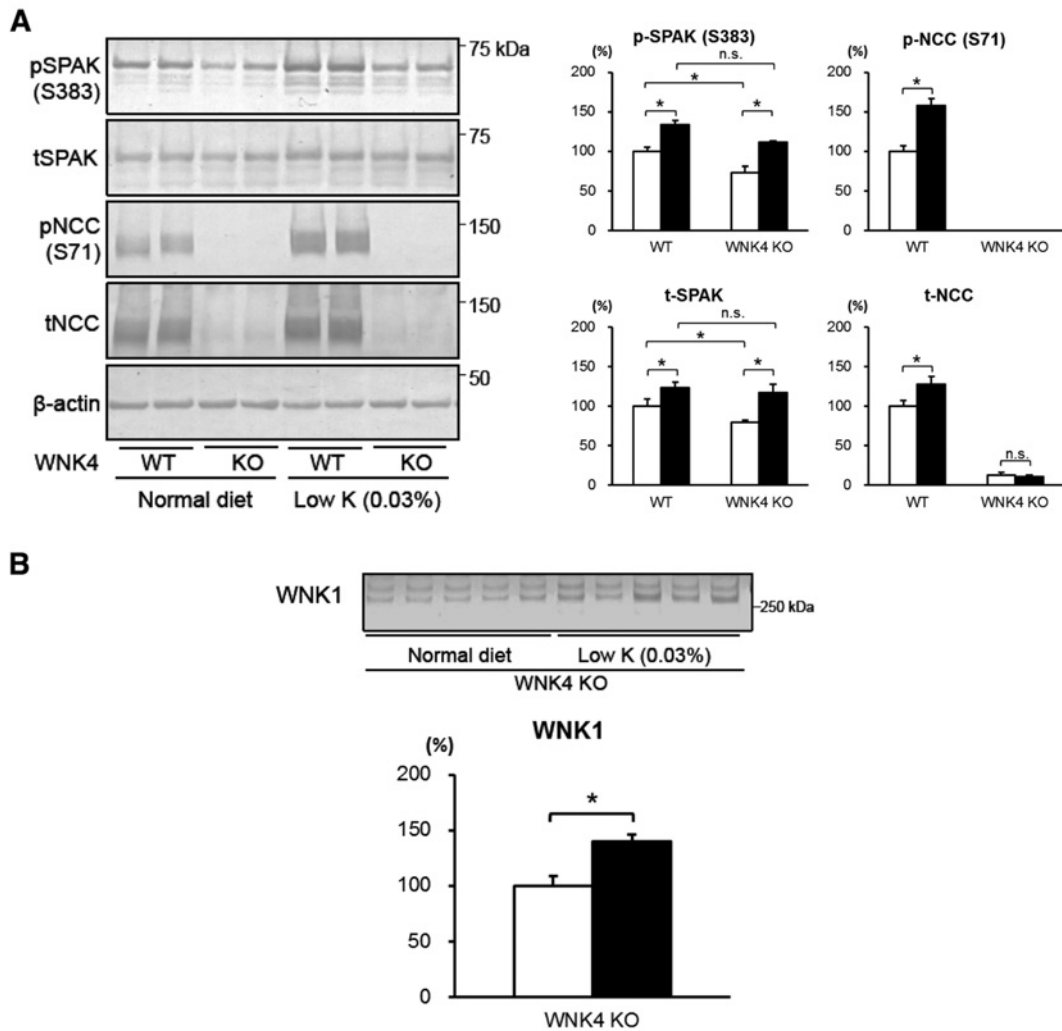 A
pSPAK
(S383)
75 kDa
tSPAK
75
pNCC
(S71)
150
tNCC
150
β-actin
50
WNK4 WT KO WT KO
Normal diet Low K (0.03%)
p-SPAK (S383)
(%)
200
150
100
50
0
n.s.
*
* *
WT WNK4 KO
p-NCC (S71)
(%)
200
150
100
50
0
*
WT WNK4 KO
t-SPAK
(%)
200
150
100
50
0
n.s.
*
* *
WT WNK4 KO
t-NCC
(%)
200
150
100
50
0
*
n.s.
WT WNK4 KO
B
WNK1
250 kDa
Normal diet Low K (0.03%)
WNK4 KO
WNK1
(%)
200
150
100
50
0
*
WNK4 KO